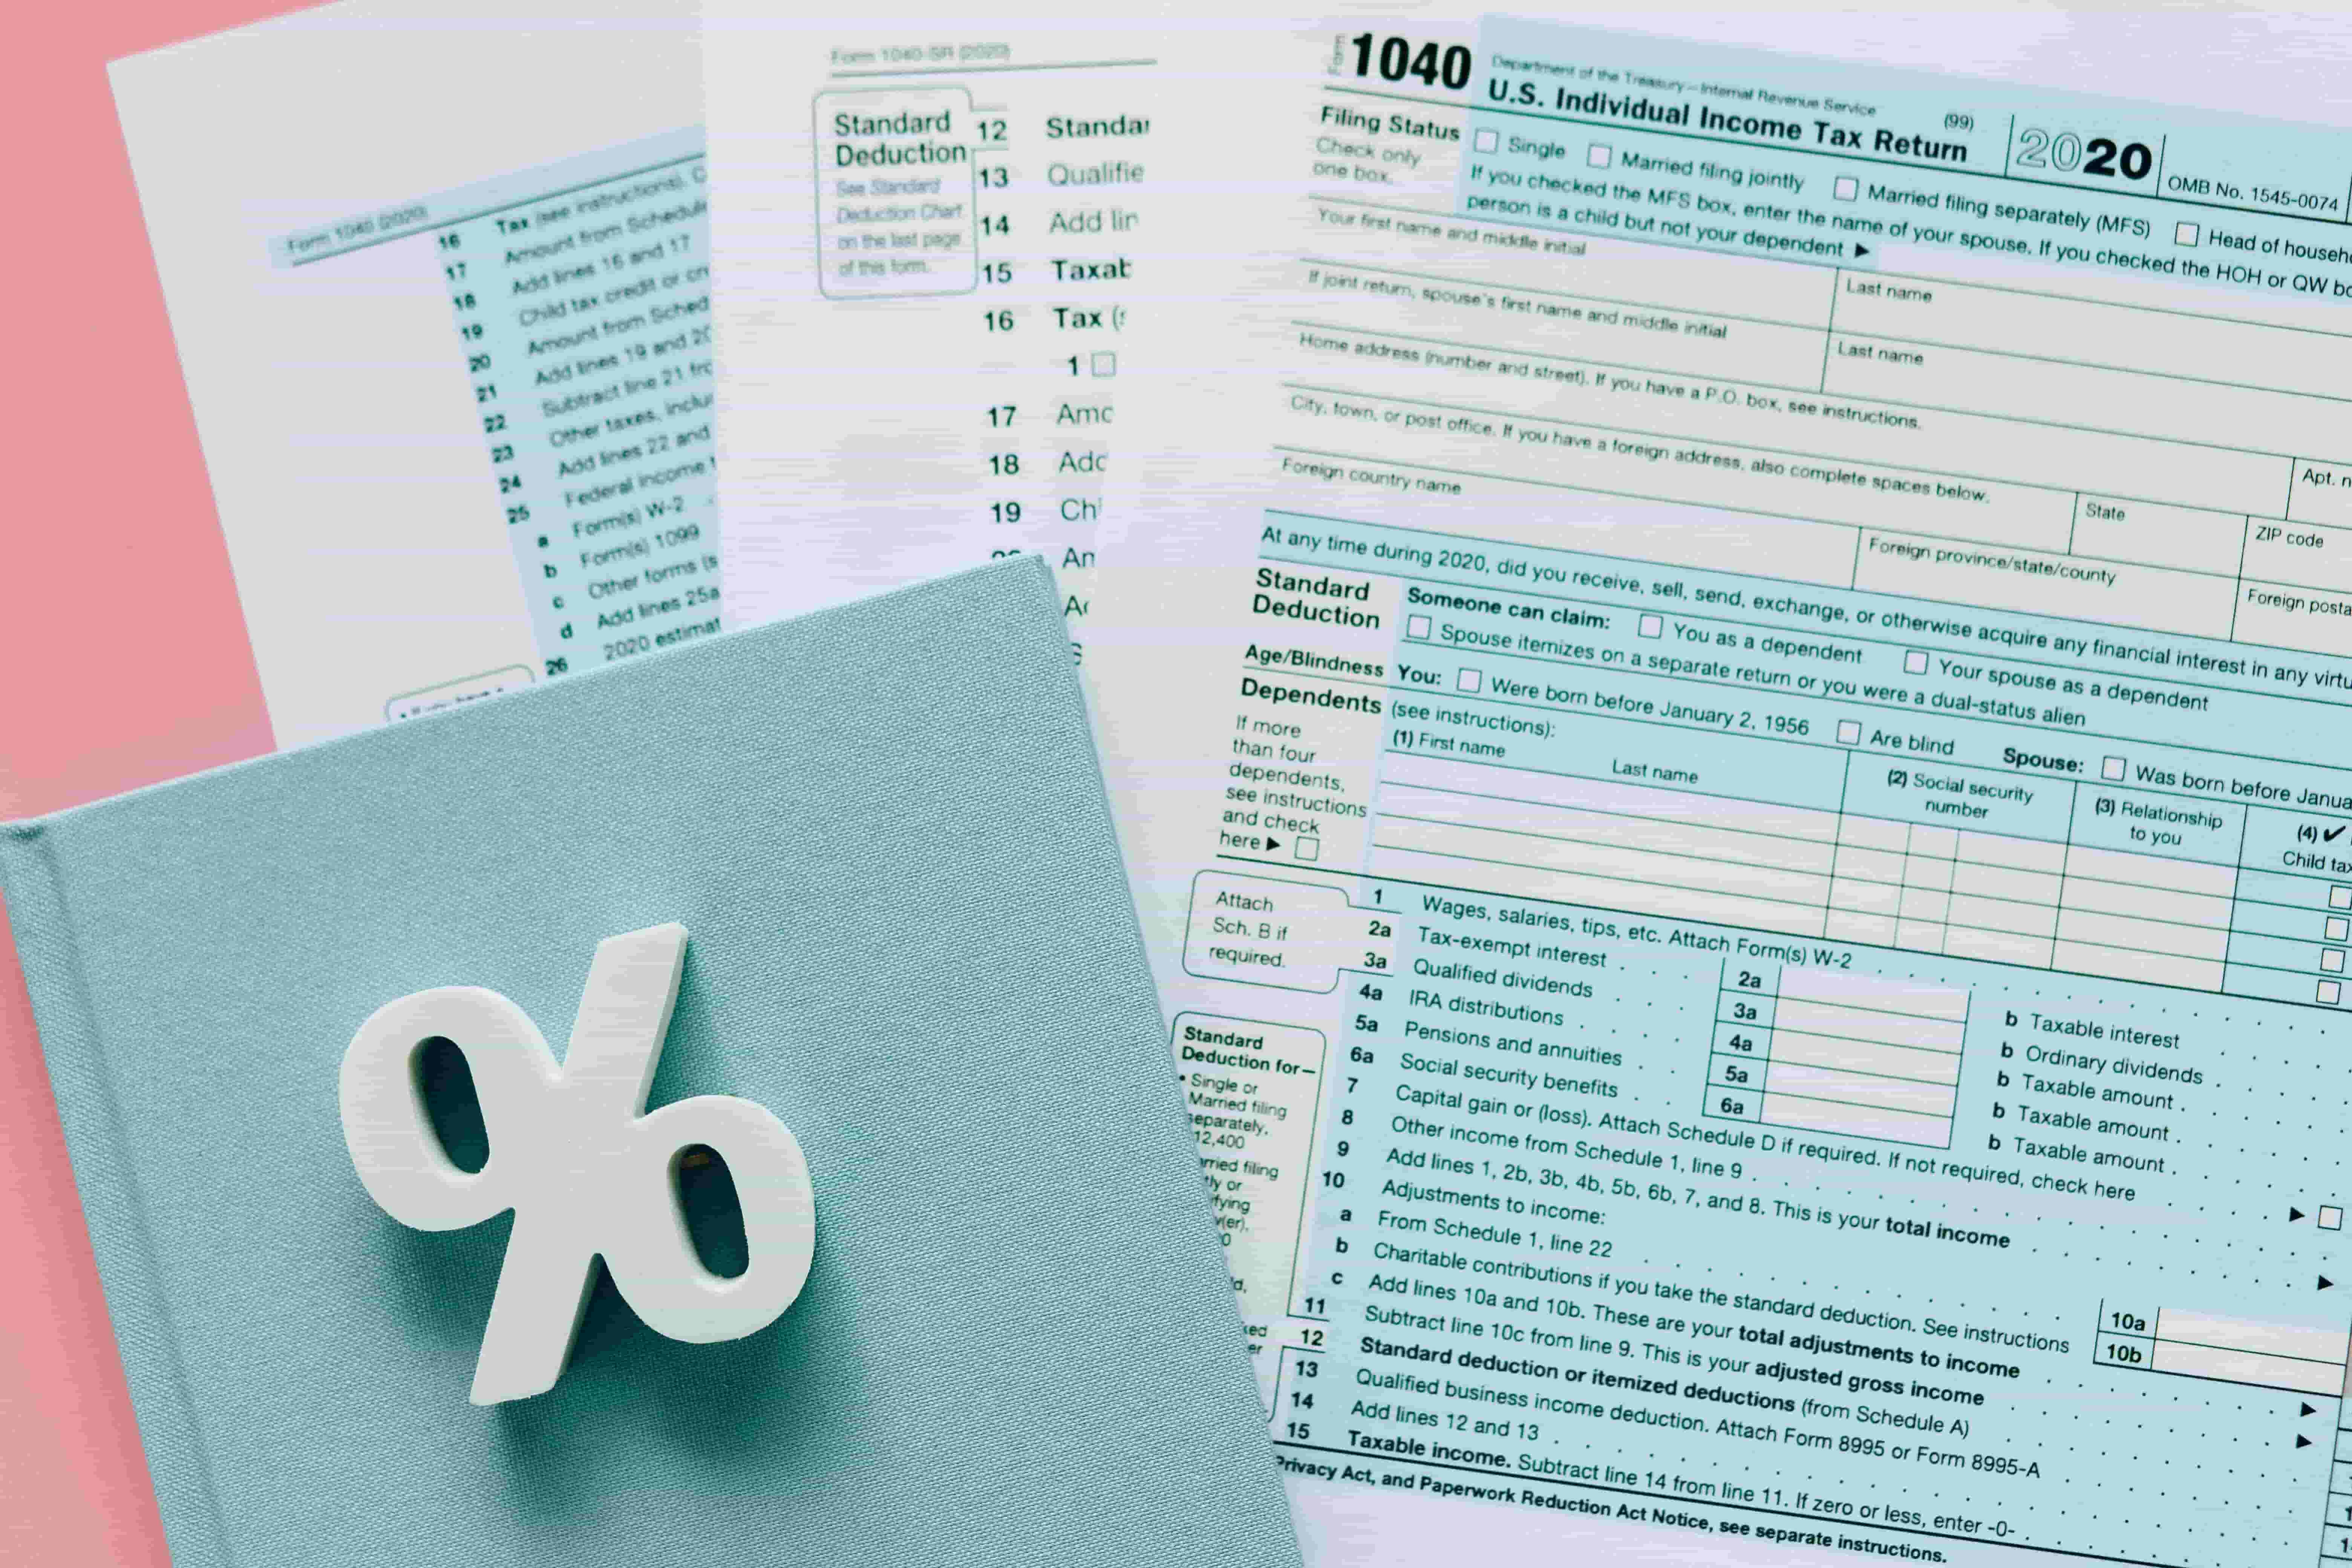 Form 1040 (2020)
16 Tax (see instructions). C
17 Amount from Schedule
18 Add lines 16 and 17
19 Child tax credit or cr
20 Amount from Sched
21 Add lines 19 and 20
22 Subtract line 21 fro
23 Other taxes, inclu
24 Add lines 22 and
25 Federal income t
a Form(s) W-2
b Form(s) 1099
c Other forms (s
d Add lines 25a
26 2020 estimat
Form 1040-SR (2020)
Standard
Deduction
See Standard
Deduction Chart
on the last page
of this form.
12 Standar
13 Qualifie
14 Add lin
15 Taxab
16 Tax (s
1
17 Amo
18 Add
19 Chi
An
Ad
%
Form 1040
Department of the Treasury—Internal Revenue Service
U.S. Individual Income Tax Return
(99)
2020
OMB No. 1545-0074
Filing Status
Check only
one box.
Single Married filing jointly Married filing separately (MFS) Head of househ
If you checked the MFS box, enter the name of your spouse. If you checked the HOH or QW bo
person is a child but not your dependent ▶
Your first name and middle initial Last name
If joint return, spouse's first name and middle initial Last name
Home address (number and street). If you have a P.O. box, see instructions. Apt. n
City, town, or post office. If you have a foreign address, also complete spaces below. State ZIP code
Foreign country name Foreign province/state/county Foreign posta
At any time during 2020, did you receive, sell, send, exchange, or otherwise acquire any financial interest in any virtu
Standard
Deduction
Someone can claim: You as a dependent Your spouse as a dependent
Spouse itemizes on a separate return or you were a dual-status alien
Age/Blindness You: Were born before January 2, 1956 Are blind Spouse: Was born before Janua
Dependents (see instructions):
If more
than four
dependents,
see instructions
and check
here ▶
(1) First name Last name
(2) Social security
number
(3) Relationship
to you
(4) ✔
Child tax
Attach
Sch. B if
required.
1 Wages, salaries, tips, etc. Attach Form(s) W-2
2a Tax-exempt interest 2a b Taxable interest
3a Qualified dividends 3a b Ordinary dividends
4a IRA distributions 4a b Taxable amount
5a Pensions and annuities 5a b Taxable amount
6a Social security benefits 6a b Taxable amount
7 Capital gain or (loss). Attach Schedule D if required. If not required, check here ▶
8 Other income from Schedule 1, line 9
9 Add lines 1, 2b, 3b, 4b, 5b, 6b, 7, and 8. This is your total income ▶
10 Adjustments to income:
a From Schedule 1, line 22 10a
b Charitable contributions if you take the standard deduction. See instructions 10b
c Add lines 10a and 10b. These are your total adjustments to income ▶
11 Subtract line 10c from line 9. This is your adjusted gross income ▶
12 Standard deduction or itemized deductions (from Schedule A)
13 Qualified business income deduction. Attach Form 8995 or Form 8995-A
14 Add lines 12 and 13
15 Taxable income. Subtract line 14 from line 11. If zero or less, enter -0-
Standard
Deduction for—
• Single or
Married filing
separately,
12,400
rried filing
tly or
fying
w(er),
0
d,
ked
er
Privacy Act, and Paperwork Reduction Act Notice, see separate instructions.